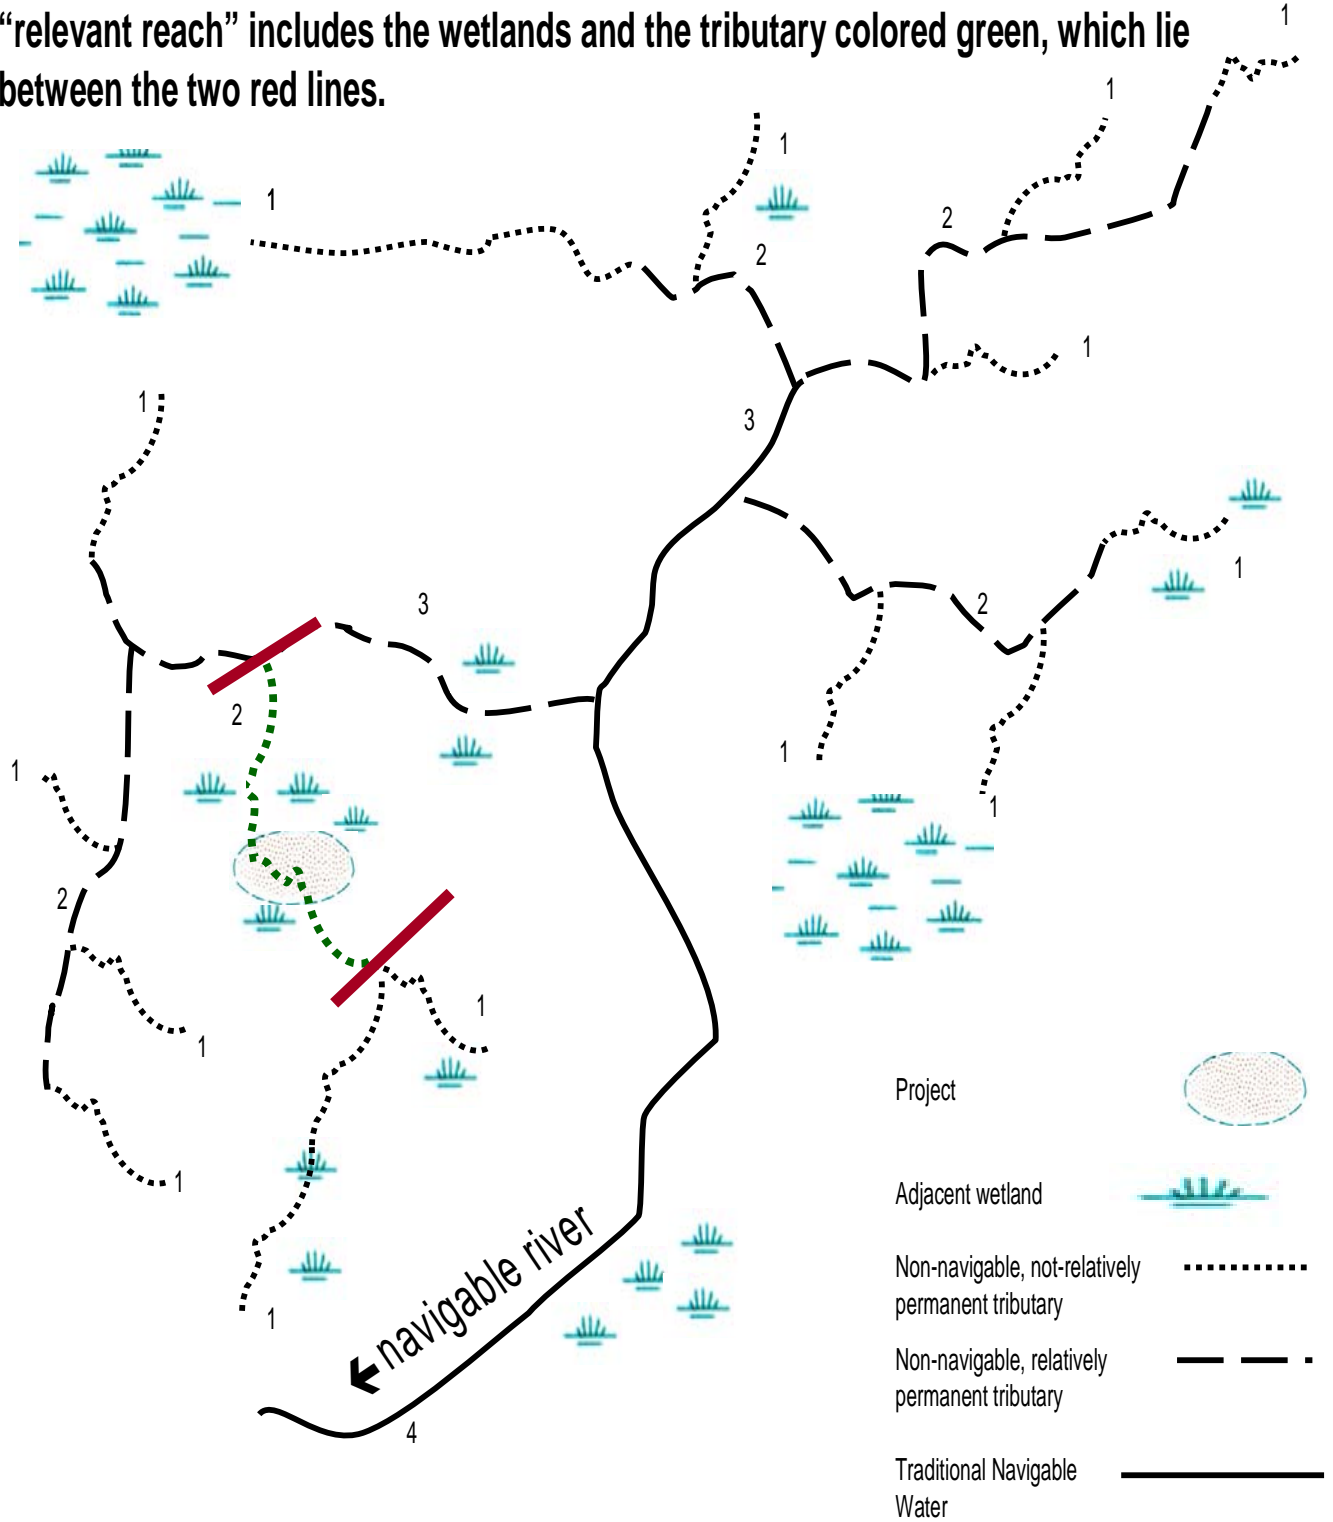 “relevant reach” includes the wetlands and the tributary colored green, which lie
between the two red lines.
1
1
1
1
2
2
1
3
1
1
1
2
3
2
1
1
1
2
1
1
1
1
navigable river
4
Project
Adjacent wetland
Non-navigable, not-relatively
permanent tributary
Non-navigable, relatively
permanent tributary
Traditional Navigable
Water